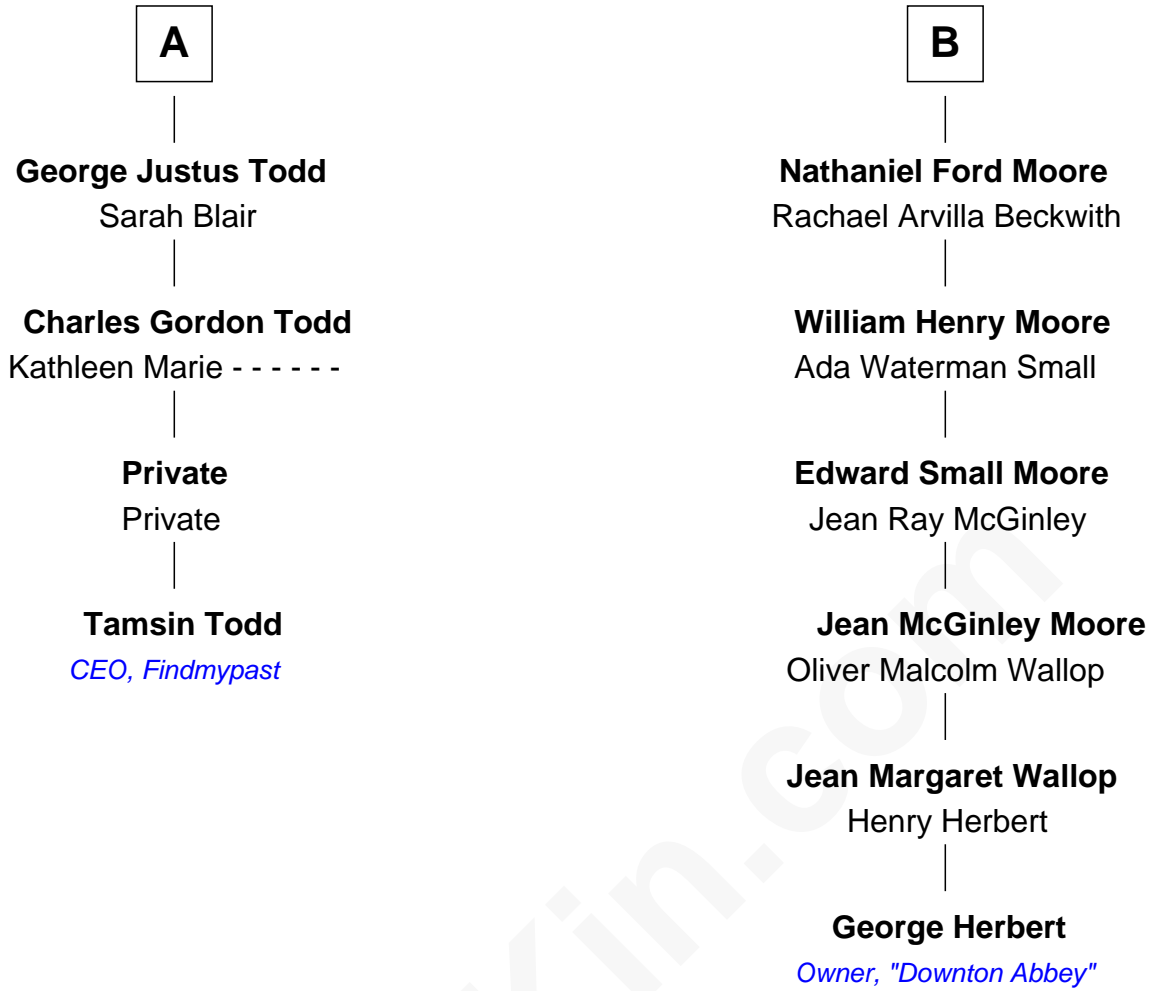 A
George Justus Todd
Sarah Blair
Charles Gordon Todd
Kathleen Marie - - - - - -
Private
Private
Tamsin Todd
CEO, Findmypast
B
Nathaniel Ford Moore
Rachael Arvilla Beckwith
William Henry Moore
Ada Waterman Small
Edward Small Moore
Jean Ray McGinley
Jean McGinley Moore
Oliver Malcolm Wallop
Jean Margaret Wallop
Henry Herbert
George Herbert
Owner, "Downton Abbey"
Kin.com